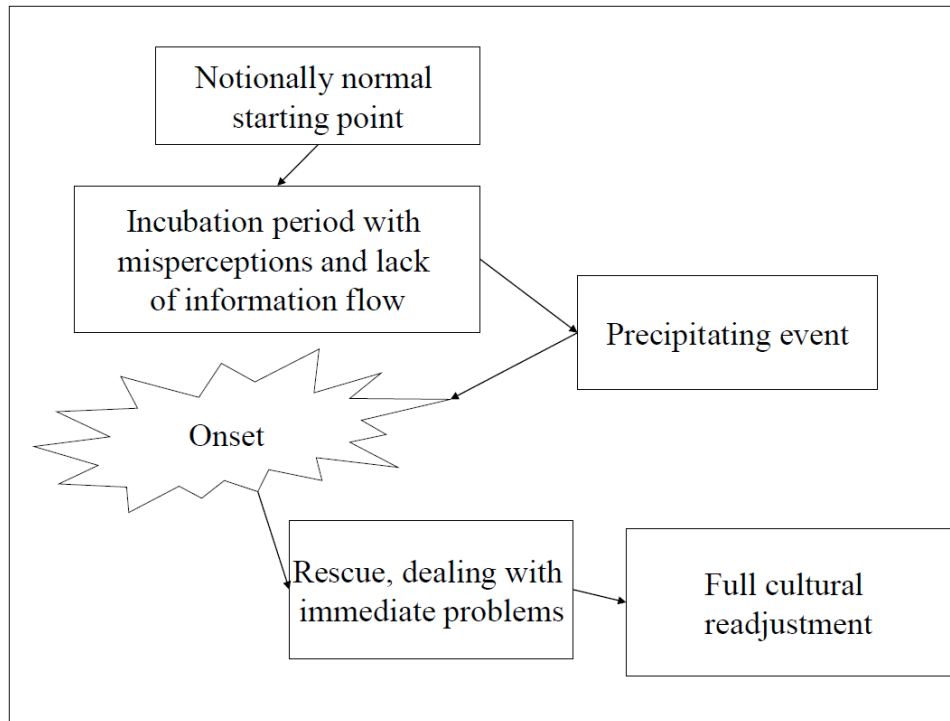 Notionally normal
starting point
Incubation period with
misperceptions and lack
of information flow
Precipitating event
Onset
Rescue, dealing with
immediate problems
Full cultural
readjustment